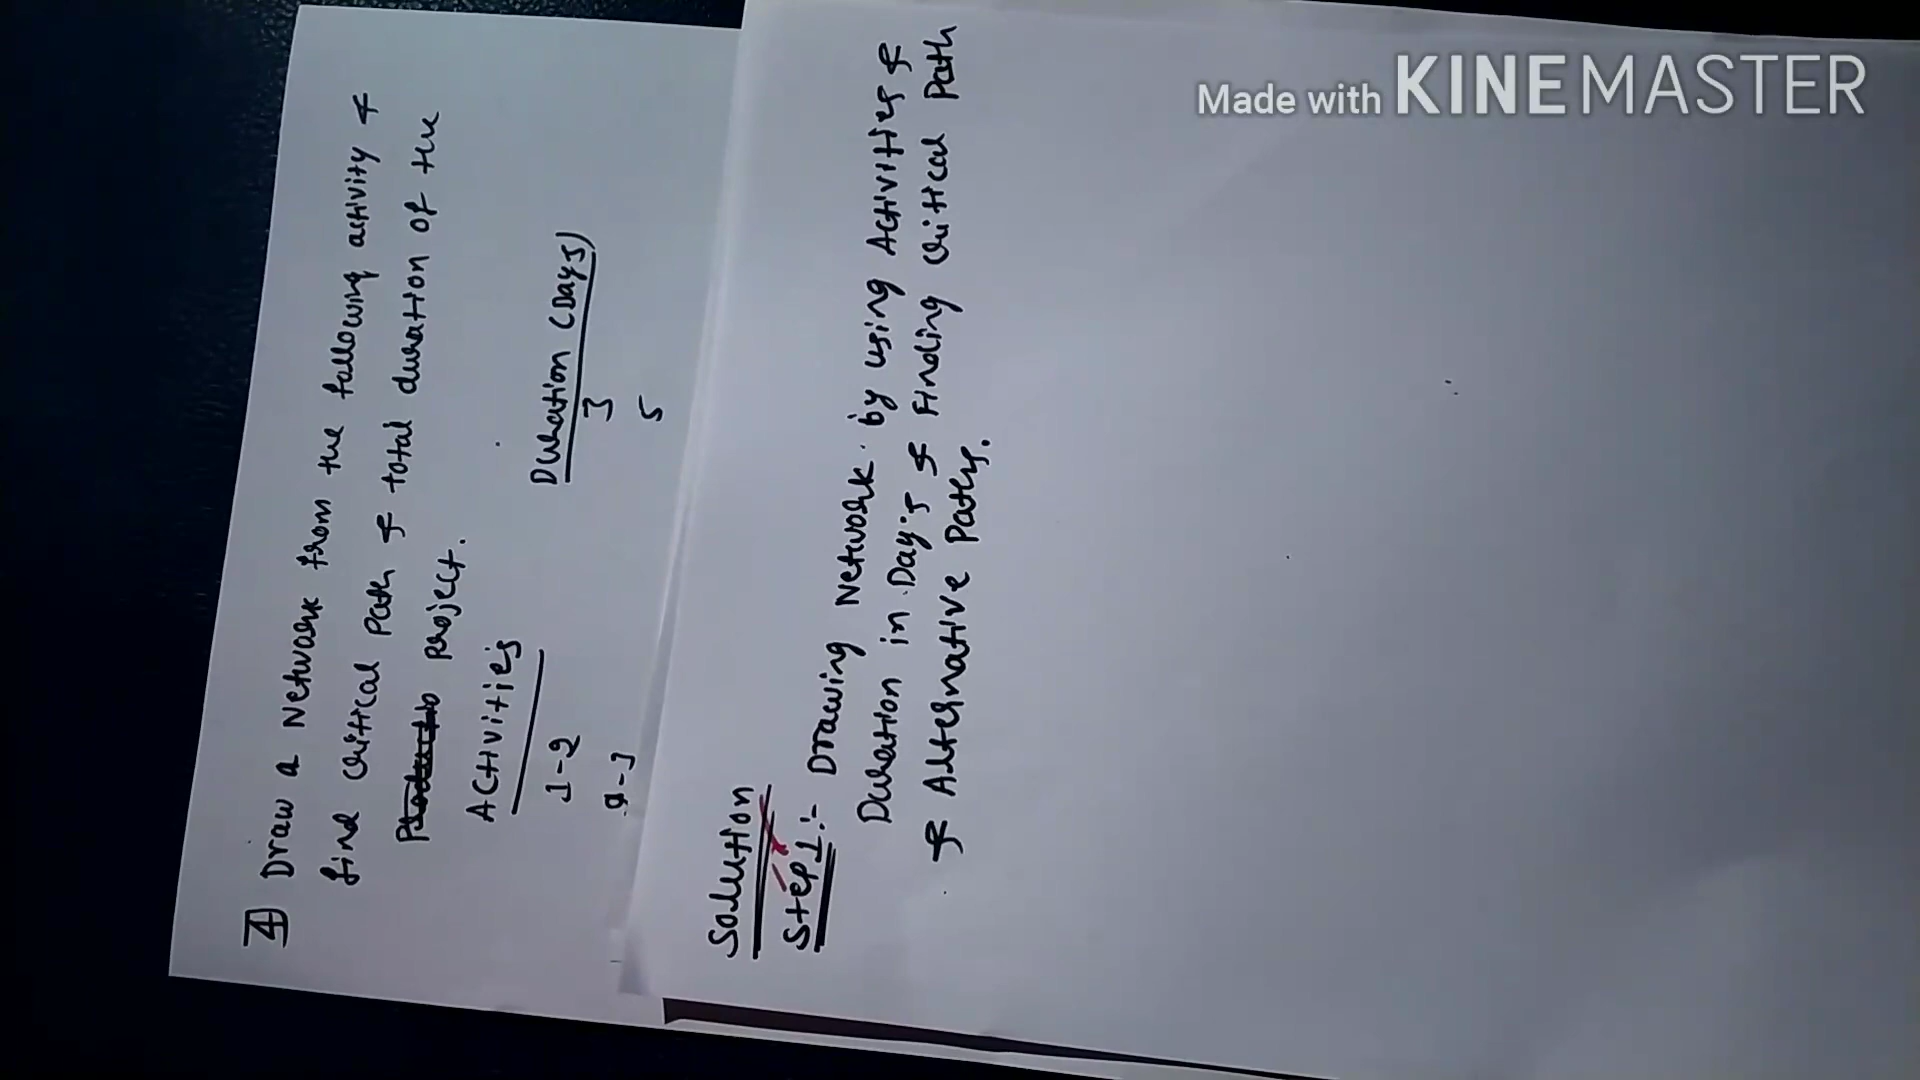 4 Draw a Network from the following activity &
find critical path & total duration of the
project.
Activities Duration (Days)
1-2 3
5
Solution
Step 1:- Drawing Network by using Activities &
Duration in Day's & Finding critical Path
& Alternative Paths.
Made with KINEMASTER